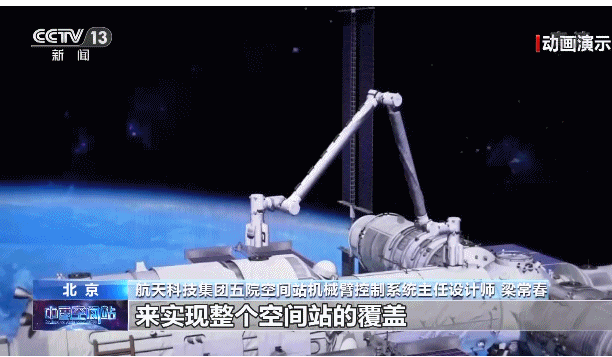 CCTV 13
新闻
动画演示
北京
航天科技集团五院空间站机械臂控制系统主任设计师 梁常春
中国空间站
来实现整个空间站的覆盖